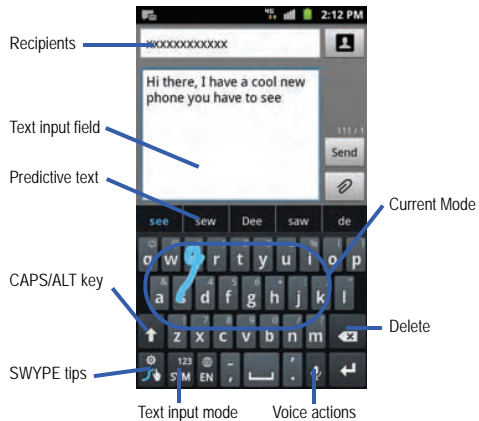 4G 2:12 PM
Recipients
xxxxxxxxxxx
Hi there, I have a cool new
phone you have to see
Text input field
111 / 1
Send
Predictive text
see sew Dee saw de
Current Mode
q w r t y u i o p
a s d f g h j k l
CAPS/ALT key
z x c v b n m
Delete
SWYPE tips
123
SYM EN - , ' .
Text input mode Voice actions